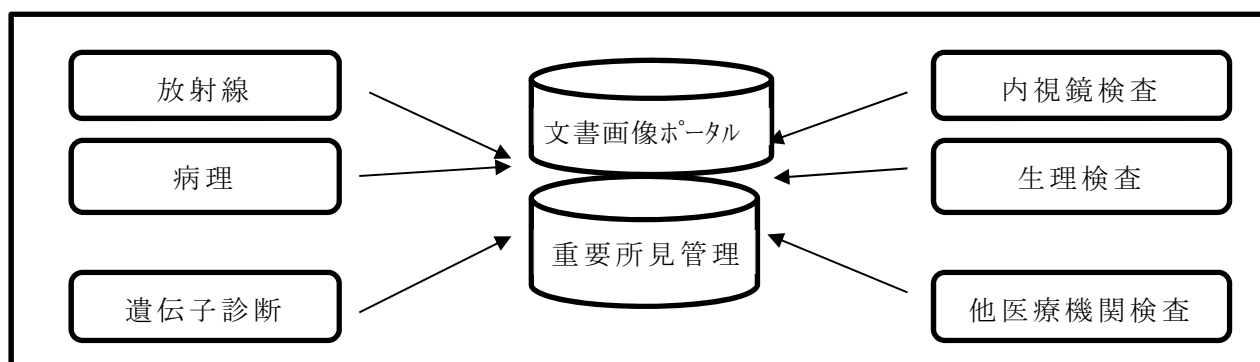 放射線
病理
遺伝子診断
文書画像ﾎﾟｰﾀﾙ
重要所見管理
内視鏡検査
生理検査
他医療機関検査